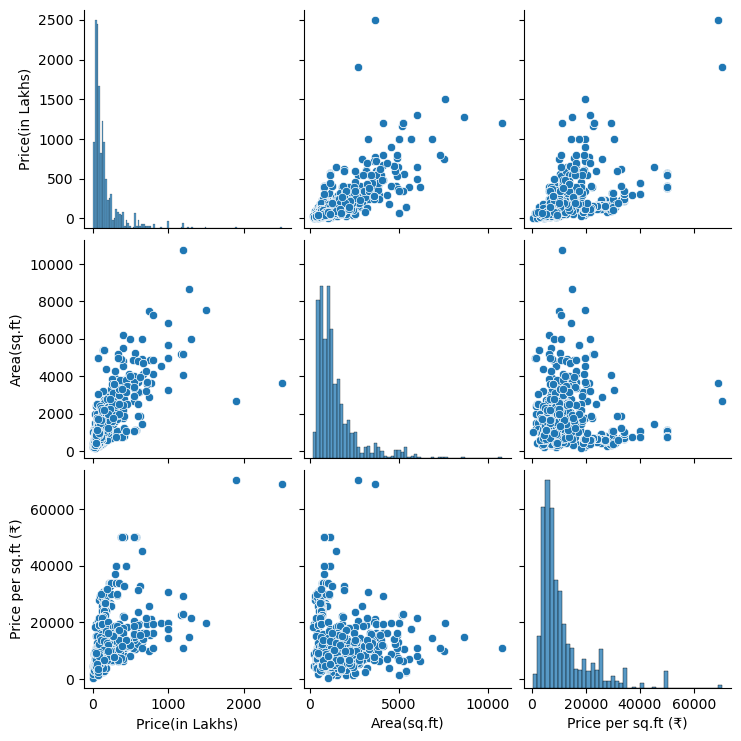 2500
2000
1500
1000
500
0
Price(in Lakhs)
10000
8000
6000
4000
2000
0
Area(sq.ft)
60000
40000
20000
0
Price per sq.ft (₹)
0 1000 2000
Price(in Lakhs)
0 5000 10000
Area(sq.ft)
0 20000 40000 60000
Price per sq.ft (₹)